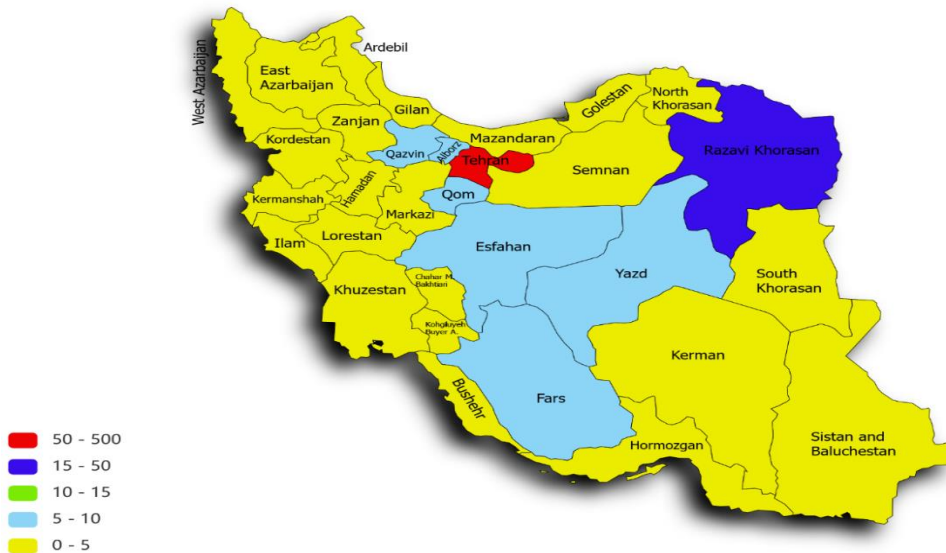 Ardebil
West Azarbaijan
East
Azarbaijan
Gilan
Zanjan
Golestan
North
Khorasan
Mazandaran
Kordestan
Qazvin
Alborz
Tehran
Razavi Khorasan
Semnan
Hamadan
Kermanshah
Qom
Markazi
Lorestan
Ilam
Esfahan
Yazd
South
Khorasan
Khuzestan
Chahar M.
Bakhtiari
Kohgiluyeh
Buyer A.
Kerman
Bushehr
Fars
Hormozgan
Sistan and
Baluchestan
50 - 500
15 - 50
10 - 15
5 - 10
0 - 5